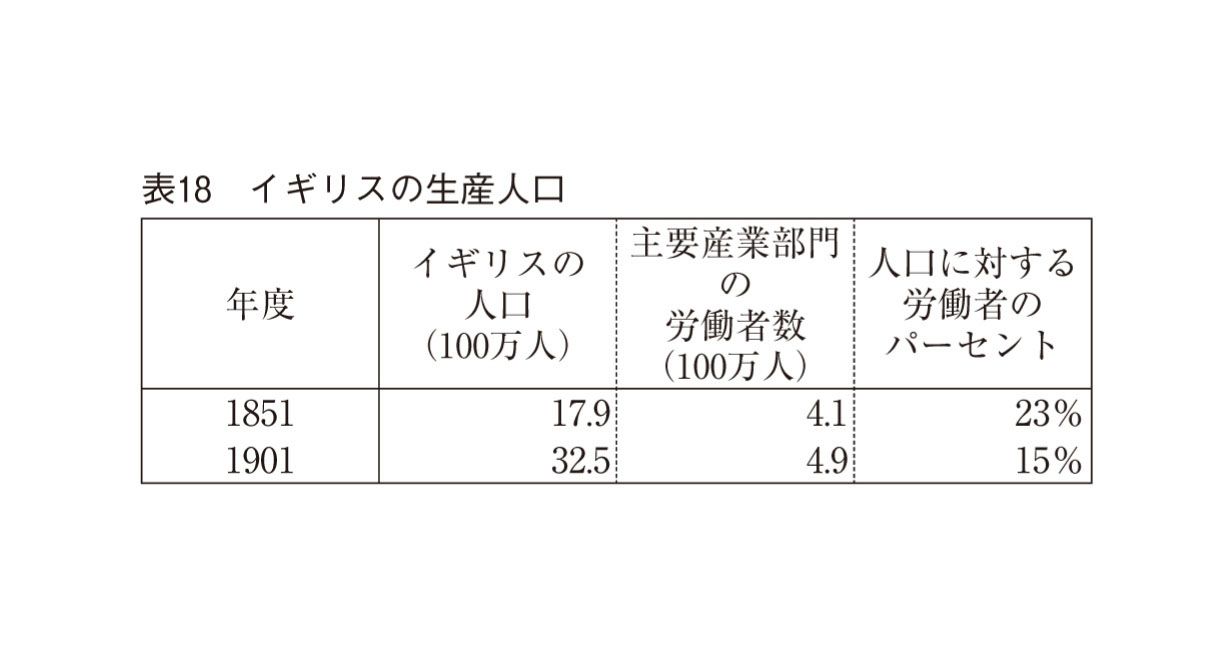 表18　イギリスの生産人口
年度
イギリスの
人口
（100万人）
主要産業部門
の
労働者数
（100万人）
人口に対する
労働者の
パーセント
1851 17.9 4.1 23%
1901 32.5 4.9 15%